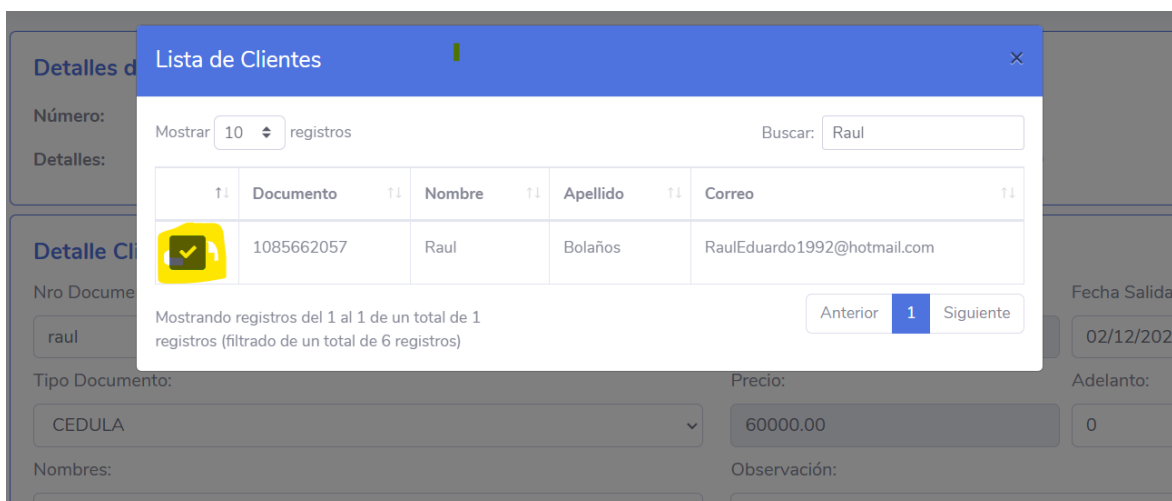 Lista de Clientes ×
Detalles d
Número:
Detalles:
Mostrar 10 registros Buscar: Raul
Documento Nombre Apellido Correo
1085662057 Raul Bolaños RaulEduardo1992@hotmail.com
Mostrando registros del 1 al 1 de un total de 1
registros (filtrado de un total de 6 registros)
Anterior 1 Siguiente
Detalle Cli
Nro Docume Fecha Salida
raul 02/12/202
Tipo Documento: Precio: Adelanto:
CEDULA 60000.00 0
Nombres: Observación: